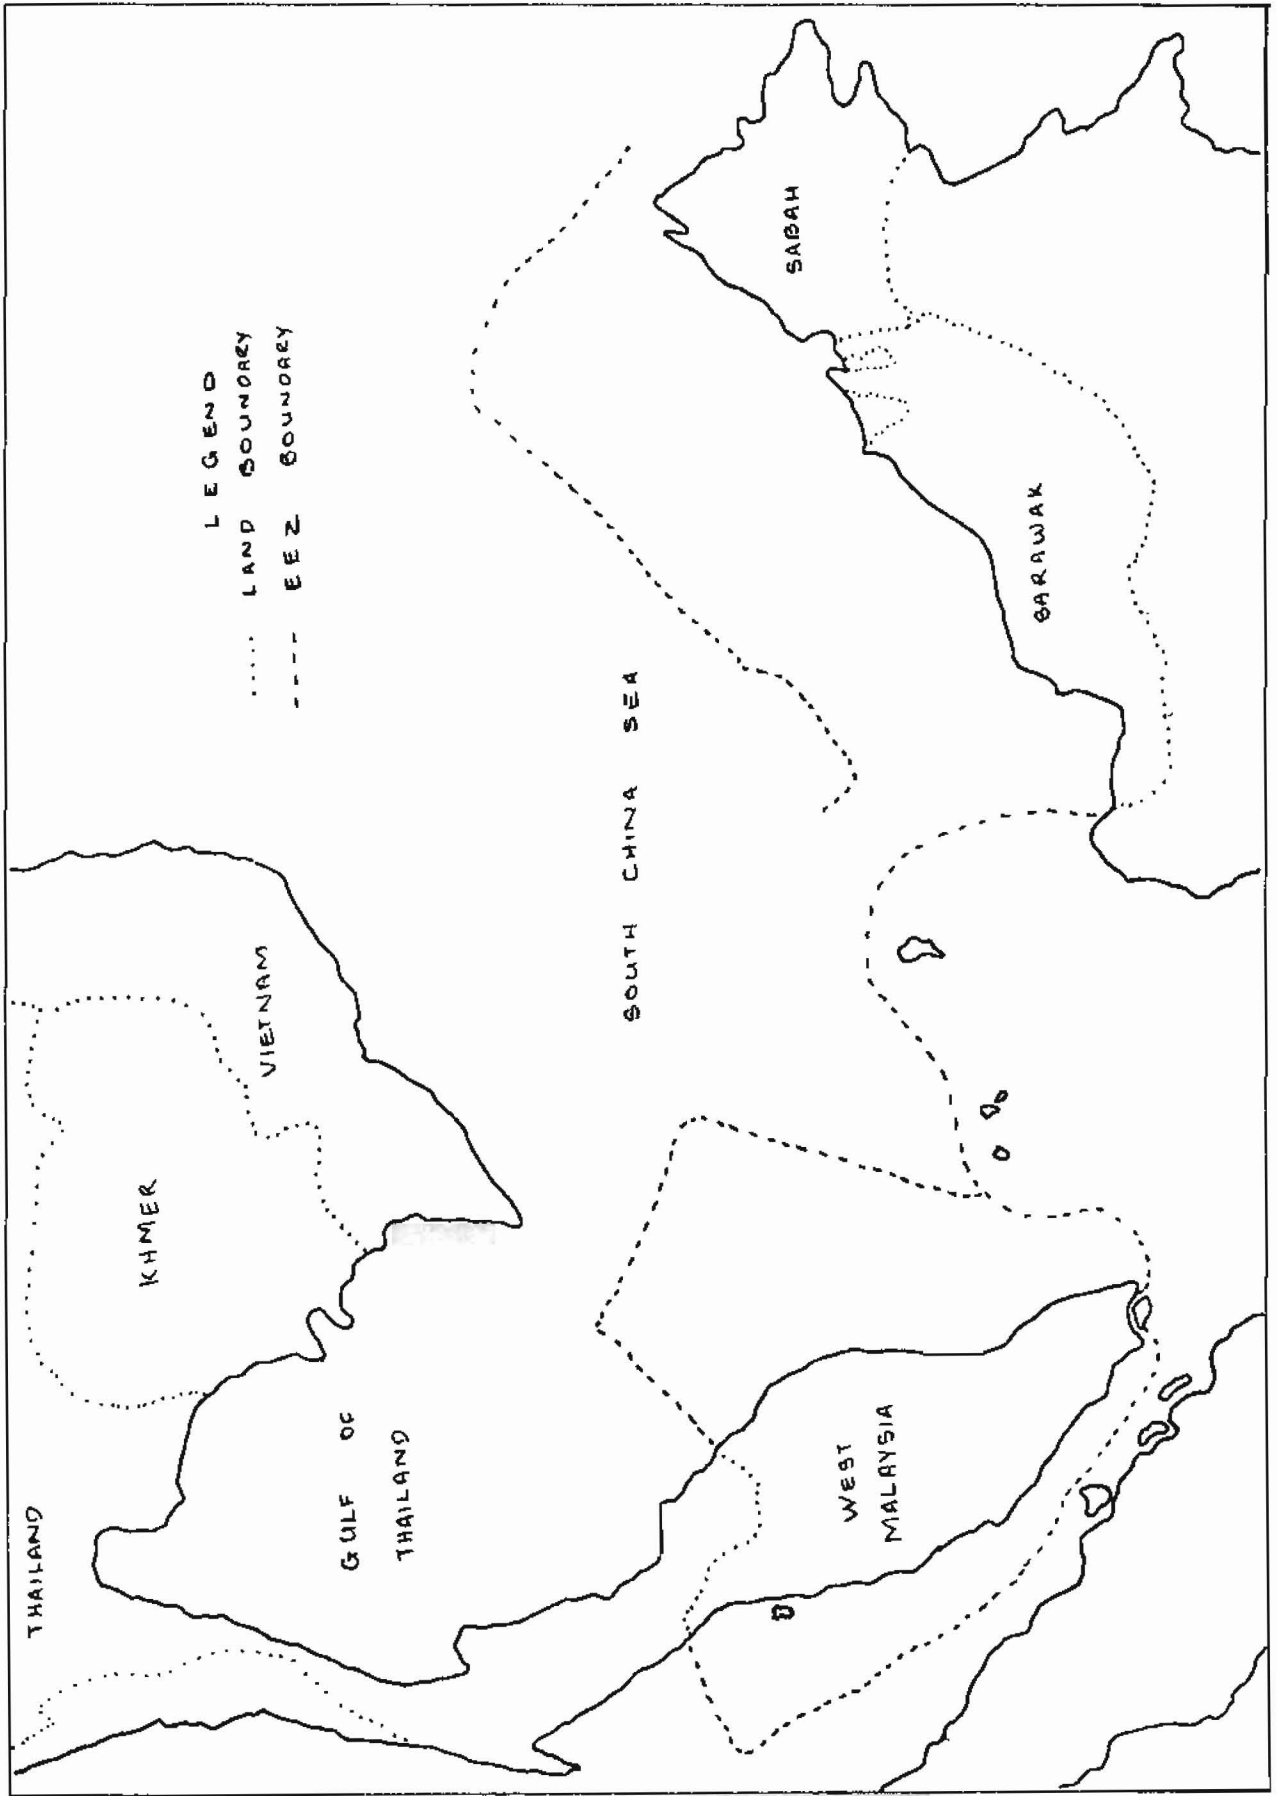 THAILAND
KHMER
VIETNAM
LEGEND
..... LAND BOUNDARY
---- EEZ BOUNDARY
GULF OF
THAILAND
SOUTH CHINA SEA
SABAH
WEST
MALAYSIA
SARAWAK